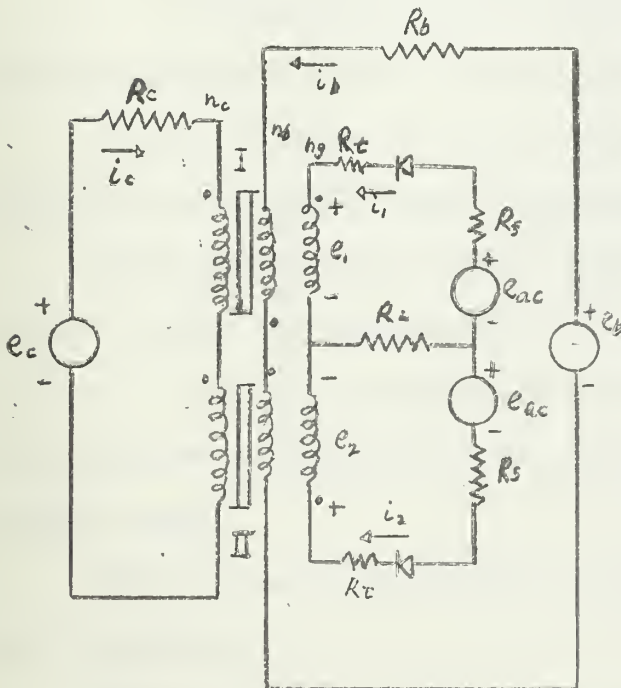 Rb
ib
Rc
nc
I
nb
ng
Rt
ic
i1
Rs
+
+
e1
-
eac
-
+
ec
-
RL
+
eb
-
-
+
eac
-
e2
Rs
+
i2
II
Rt